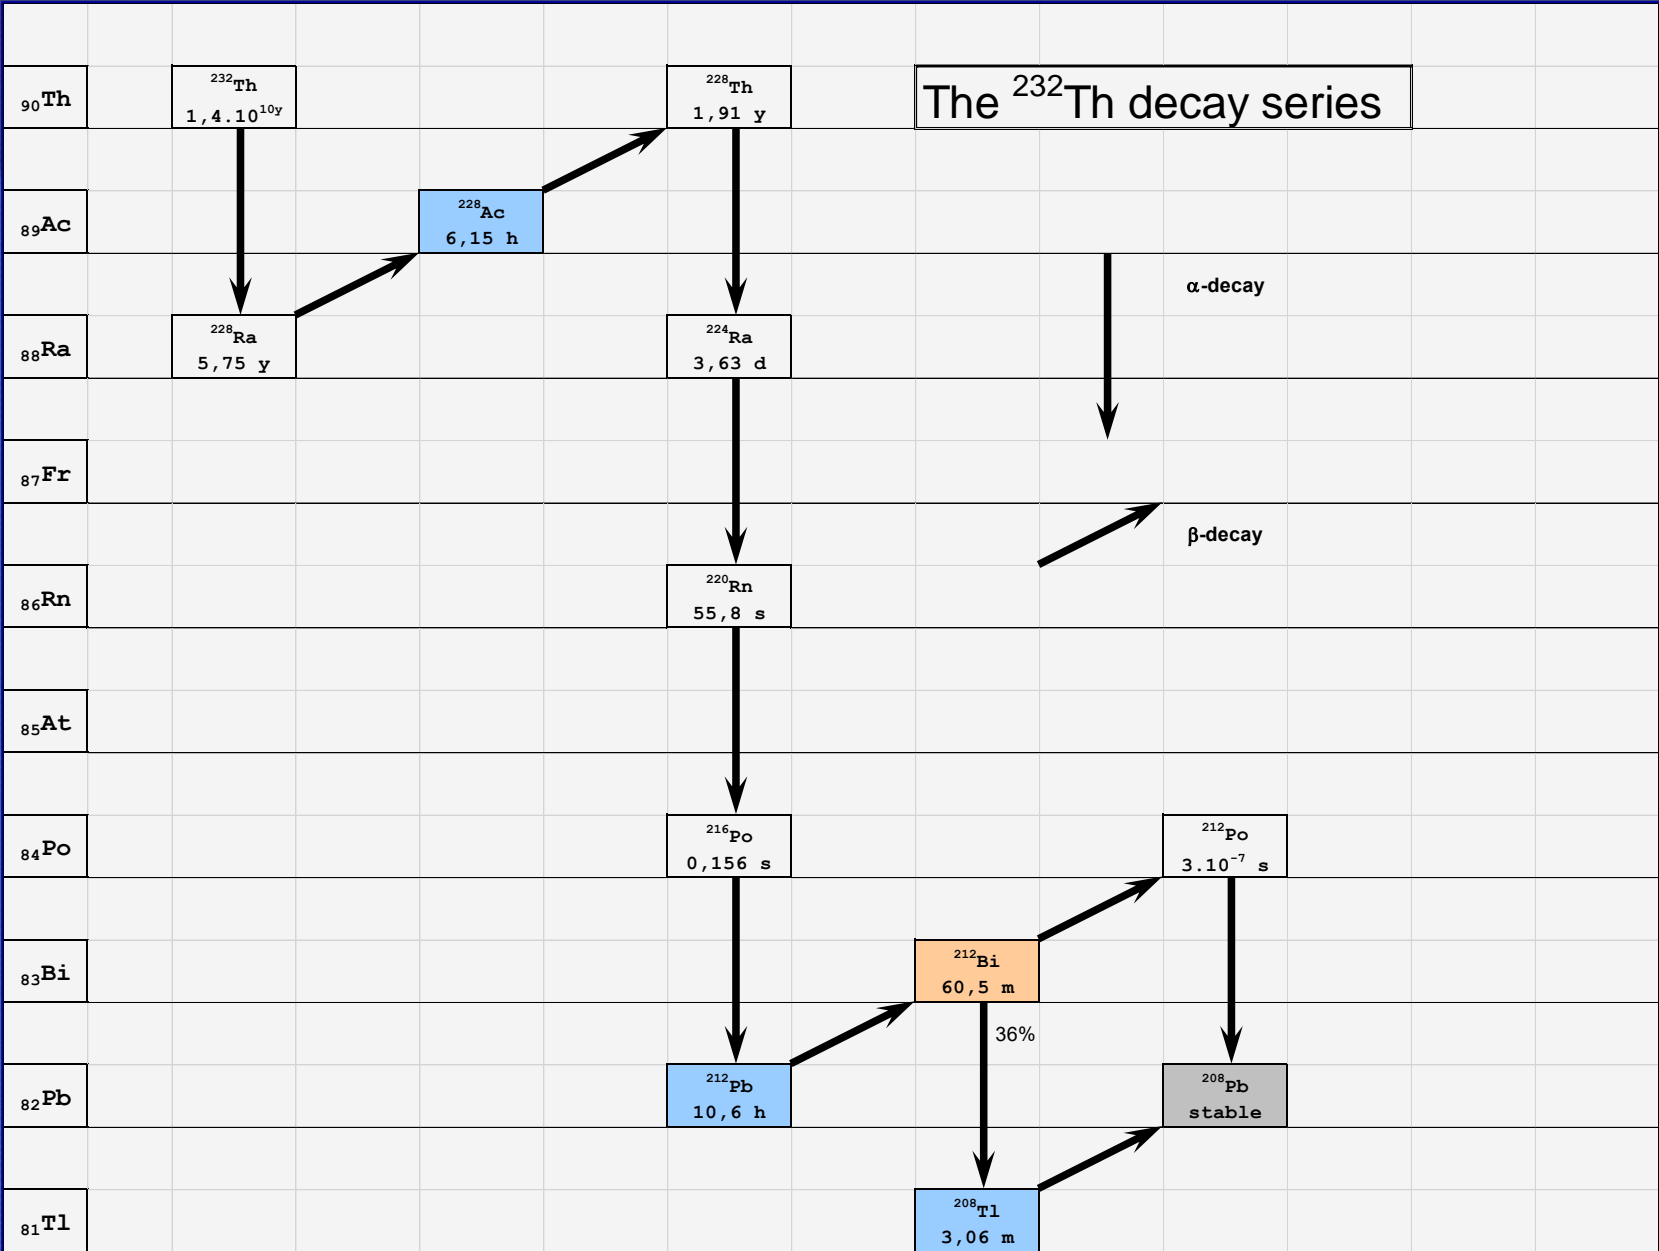 ₉₀Th
²³²Th
1,4.10¹⁰ʸ
²²⁸Th
1,91 y
The ²³²Th decay series
₈₉Ac
²²⁸Ac
6,15 h
α-decay
₈₈Ra
²²⁸Ra
5,75 y
²²⁴Ra
3,63 d
₈₇Fr
β-decay
₈₆Rn
²²⁰Rn
55,8 s
₈₅At
₈₄Po
²¹⁶Po
0,156 s
²¹²Po
3.10⁻⁷ s
₈₃Bi
²¹²Bi
60,5 m
36%
₈₂Pb
²¹²Pb
10,6 h
²⁰⁸Pb
stable
₈₁Tl
²⁰⁸Tl
3,06 m